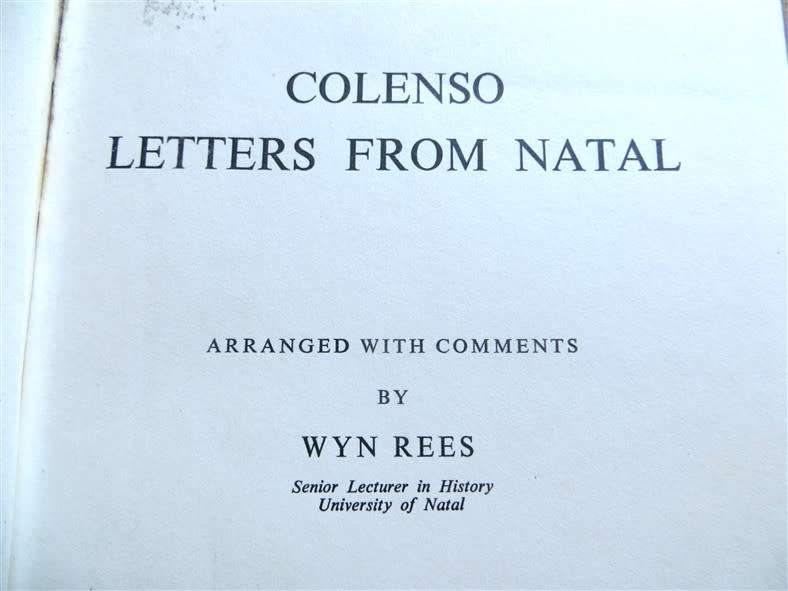 COLENSO
LETTERS FROM NATAL
ARRANGED WITH COMMENTS
BY
WYN REES
Senior Lecturer in History
University of Natal